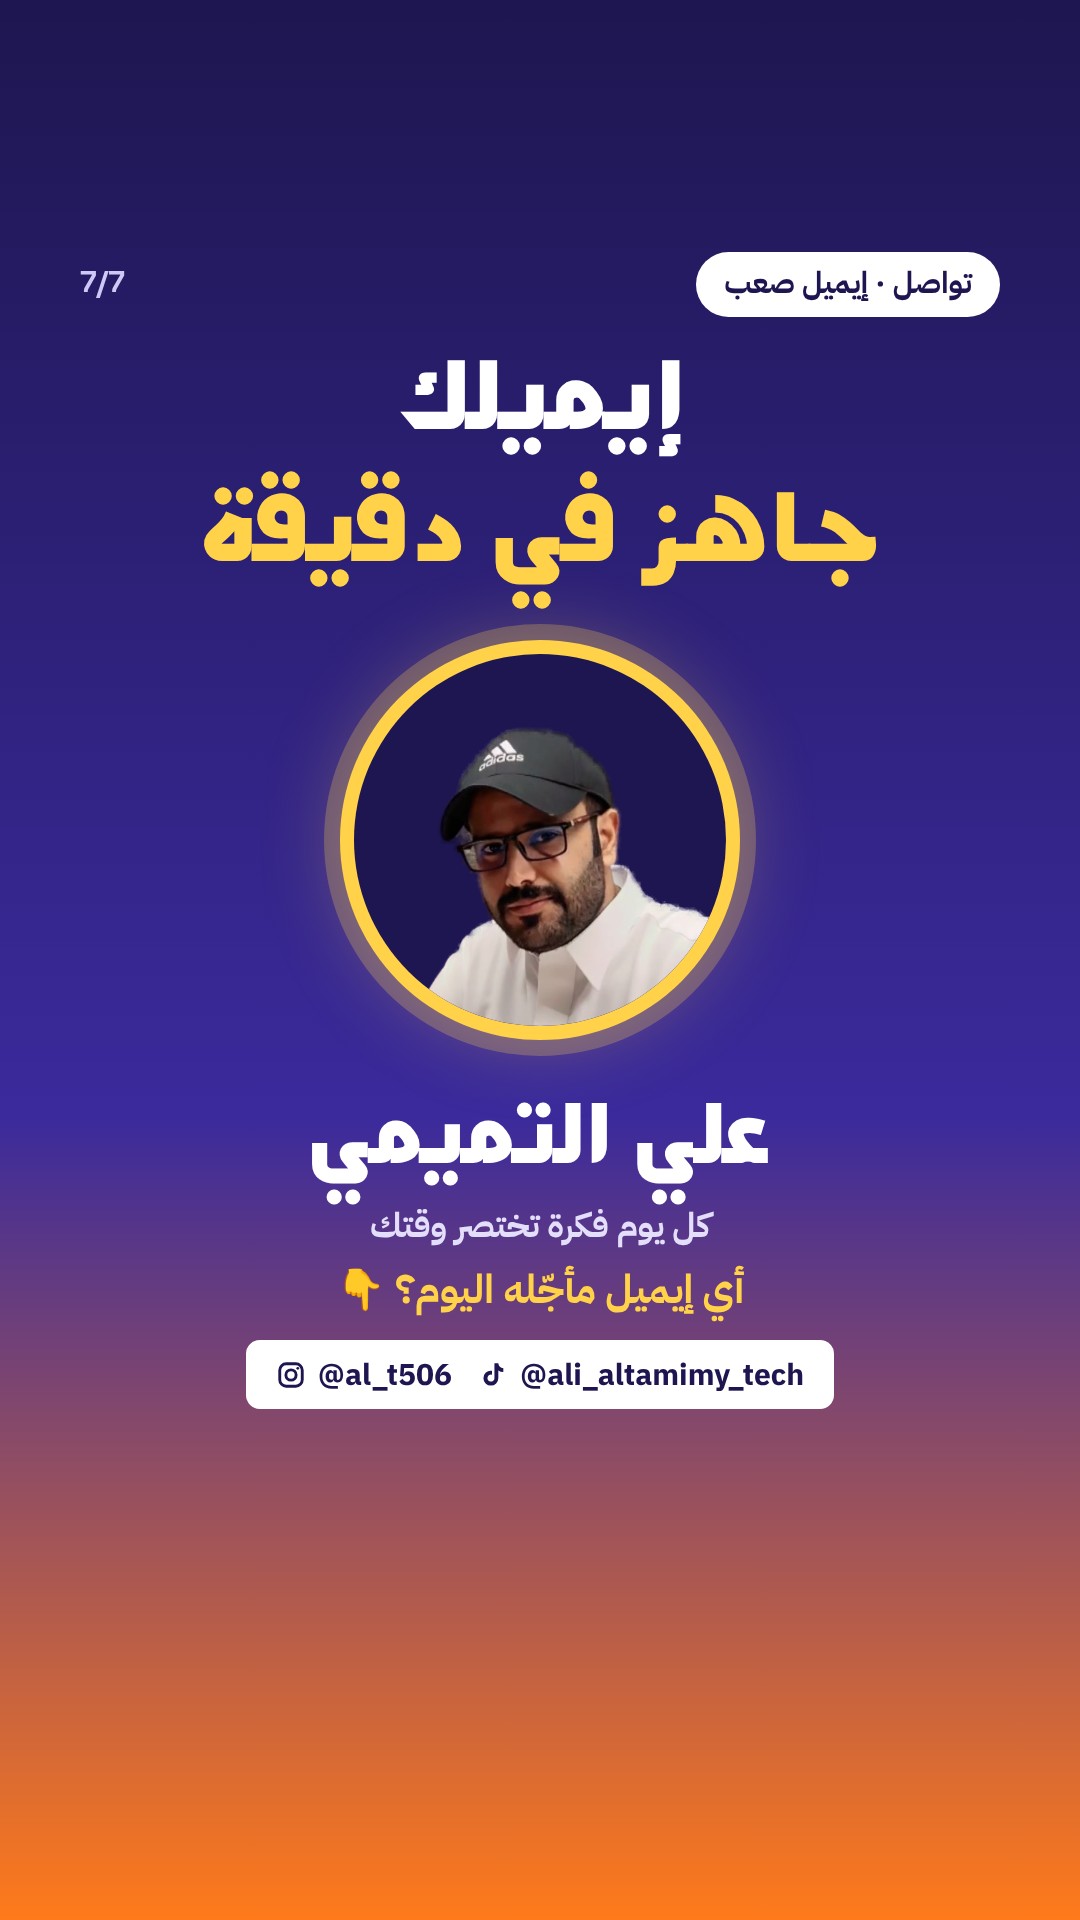 تواصل · إيميل صعب
7/7
إيميلك
جاهز في دقيقة
adidas
علي التميمي
كل يوم فكرة تختصر وقتك
أي إيميل مأجّله اليوم؟ 👇
@al_t506 @ali_altamimy_tech